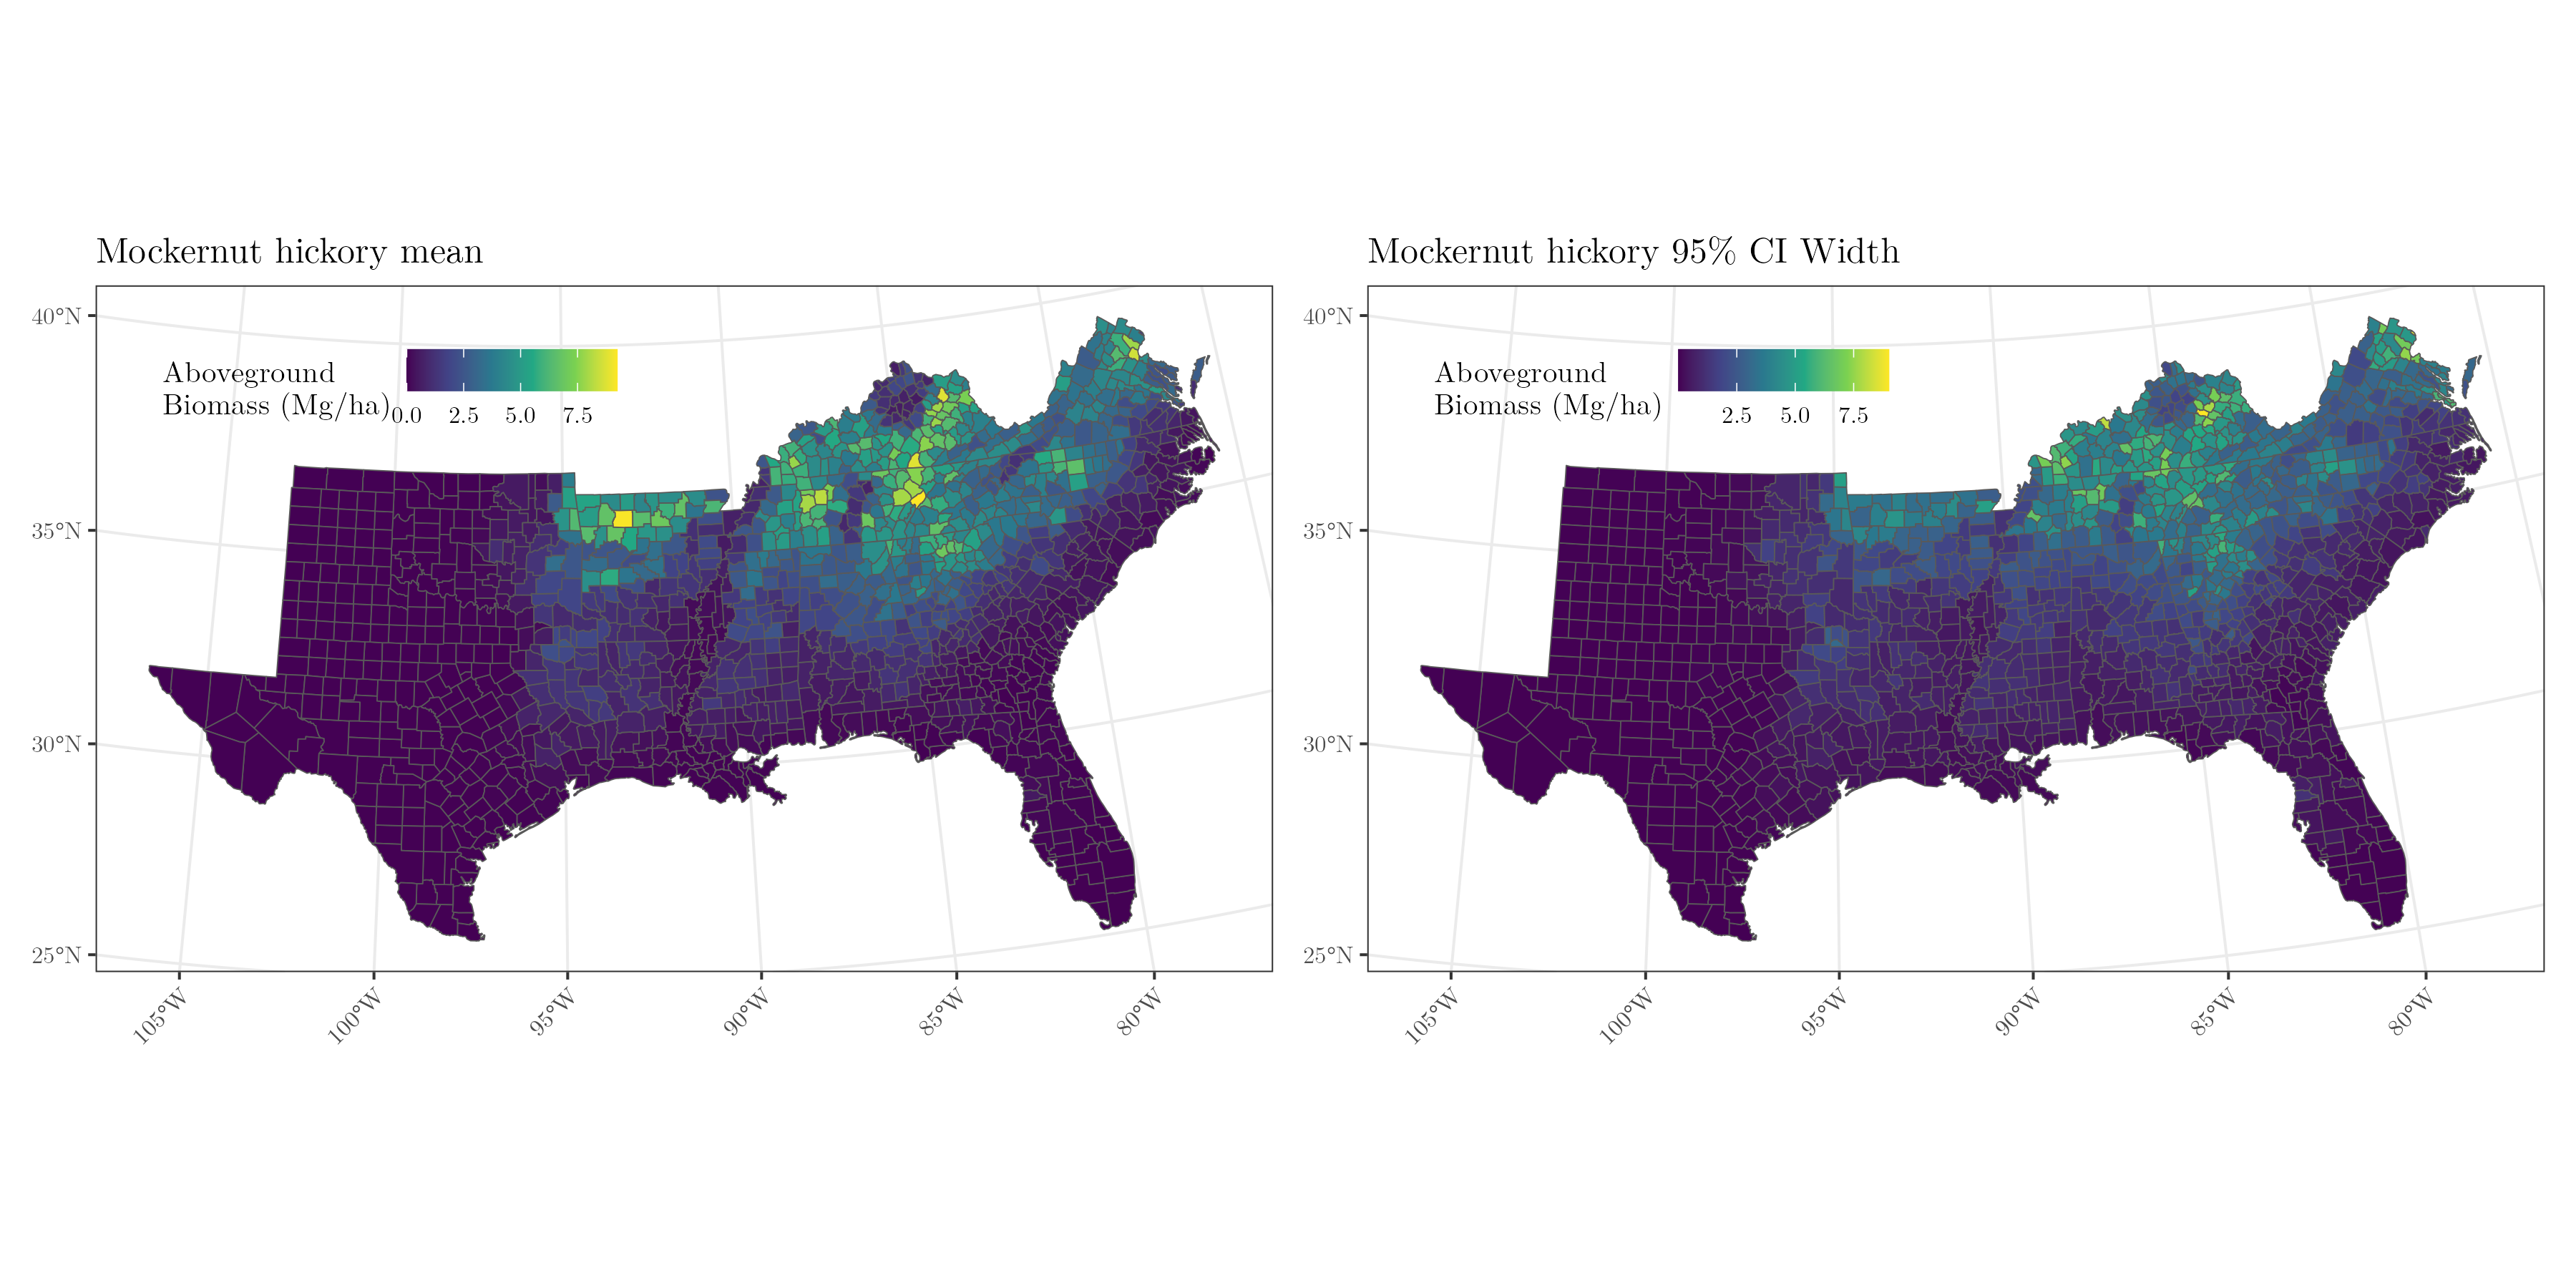 Mockernut hickory mean
Aboveground
Biomass (Mg/ha)
0.0 2.5 5.0 7.5
40°N
35°N
30°N
25°N
105°W 100°W 95°W 90°W 85°W 80°W
Mockernut hickory 95% CI Width
Aboveground
Biomass (Mg/ha)
2.5 5.0 7.5
40°N
35°N
30°N
25°N
105°W 100°W 95°W 90°W 85°W 80°W